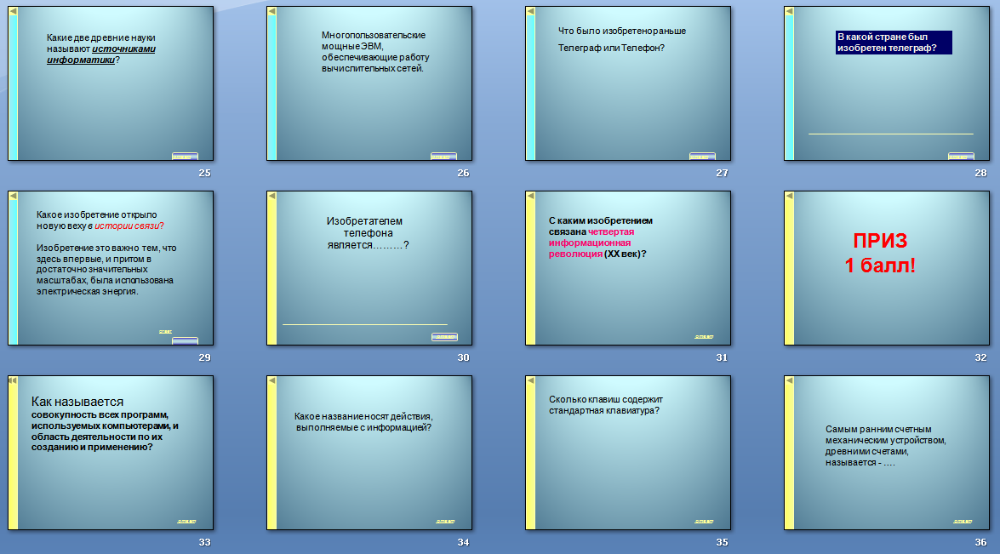 Какие две древние науки
называют источниками
информатики?
25
Многопользовательские
мощные ЭВМ,
обеспечивающие работу
вычислительных сетей.
26
Что было изобретено раньше
Телеграф или Телефон?
27
В какой стране был
изобретен телеграф?
28
Какое изобретение открыло
новую веху в истории связи?
Изобретение это важно тем, что
здесь впервые, и притом в
достаточно значительных
масштабах, была использована
электрическая энергия.
29
Изобретателем
телефона
является………?
30
С каким изобретением
связана четвертая
информационная
революция (XX век)?
31
ПРИЗ
1 балл!
32
Как называется
совокупность всех программ,
используемых компьютерами, и
область деятельности по их
созданию и применению?
33
Какое название носят действия,
выполняемые с информацией?
34
Сколько клавиш содержит
стандартная клавиатура?
35
Самым ранним счетным
механическим устройством,
древними счетами,
называется - ….
36